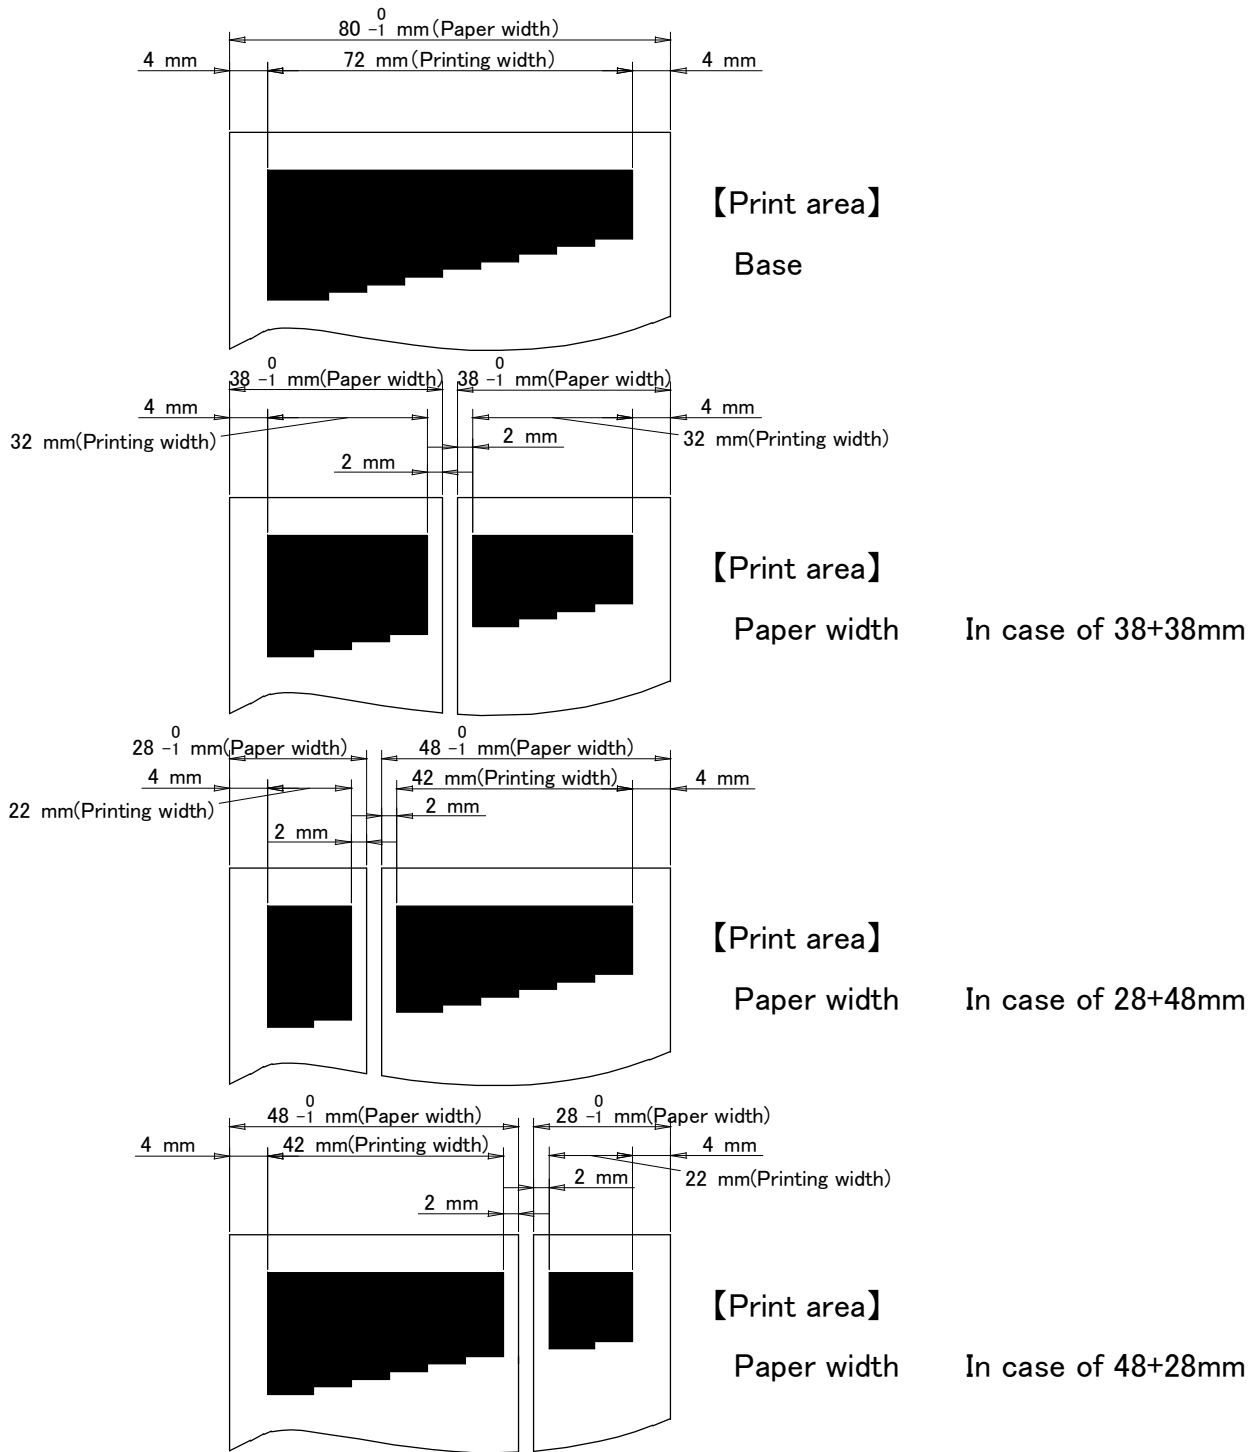 80 0 -1 mm(Paper width)
4 mm 72 mm(Printing width) 4 mm
【Print area】
Base
38 0 -1 mm(Paper width) 38 0 -1 mm(Paper width)
4 mm 4 mm
32 mm(Printing width) 2 mm 32 mm(Printing width)
2 mm
【Print area】
Paper width In case of 38+38mm
28 0 -1 mm(Paper width) 48 0 -1 mm(Paper width)
4 mm 42 mm(Printing width) 4 mm
22 mm(Printing width) 2 mm
2 mm
【Print area】
Paper width In case of 28+48mm
48 0 -1 mm(Paper width) 28 0 -1 mm(Paper width)
4 mm 42 mm(Printing width) 4 mm
2 mm 22 mm(Printing width)
2 mm
【Print area】
Paper width In case of 48+28mm